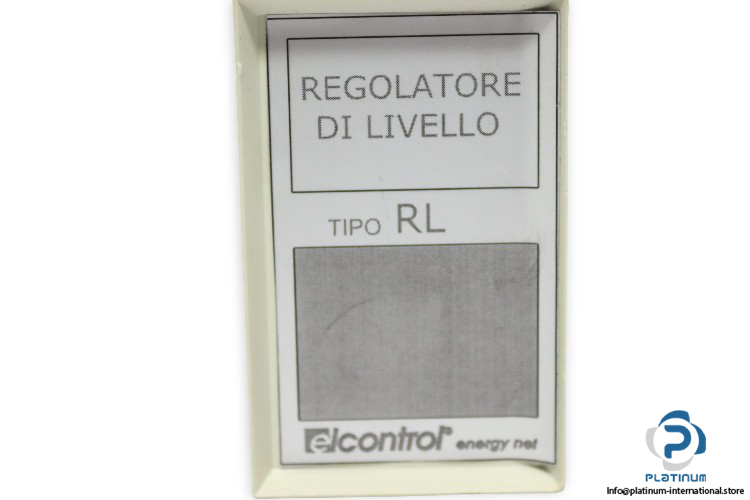 REGOLATORE
DI LIVELLO
TIPO RL
elcontrol® energy net
PLATINUM
Info@platinum-international.store